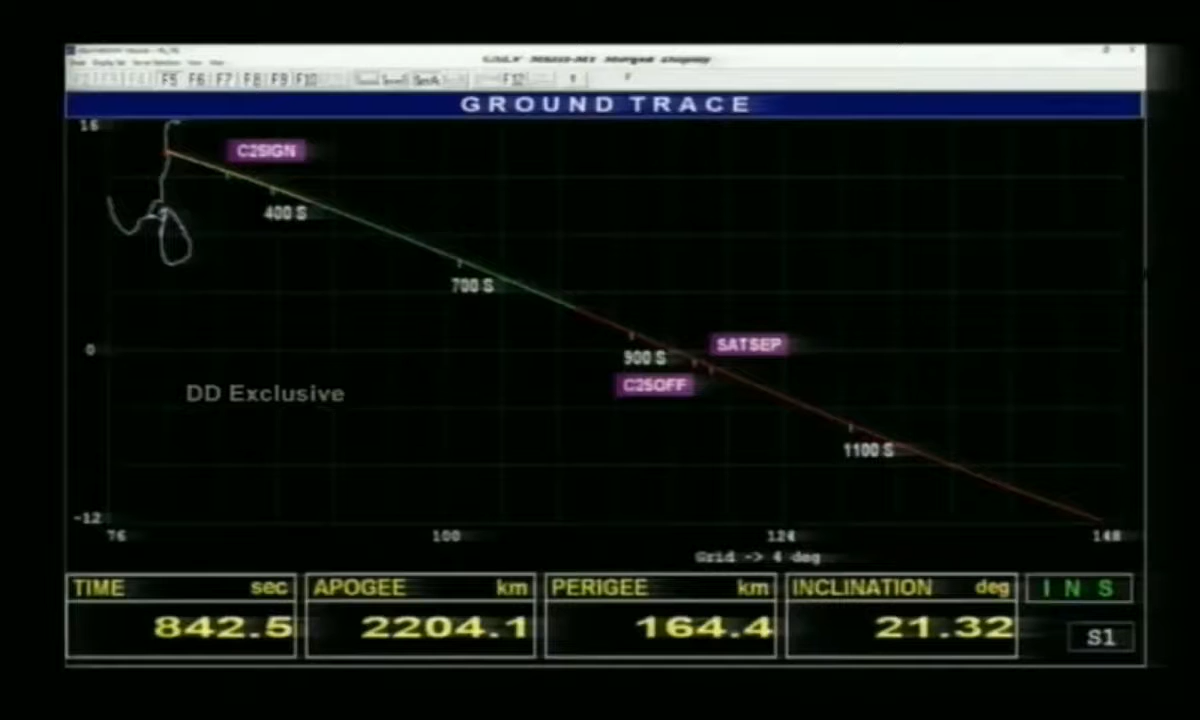 F5 F6 F7 F8 F9 F10
F12
GROUND TRACE
16
C25IGN
400 S
700 S
SATSEP
0
900 S
C25OFF
DD Exclusive
1100 S
-12
76 100 124 148
Grid -> 4 deg
TIME sec APOGEE km PERIGEE km INCLINATION deg INS
842.5 2204.1 164.4 21.32 S1